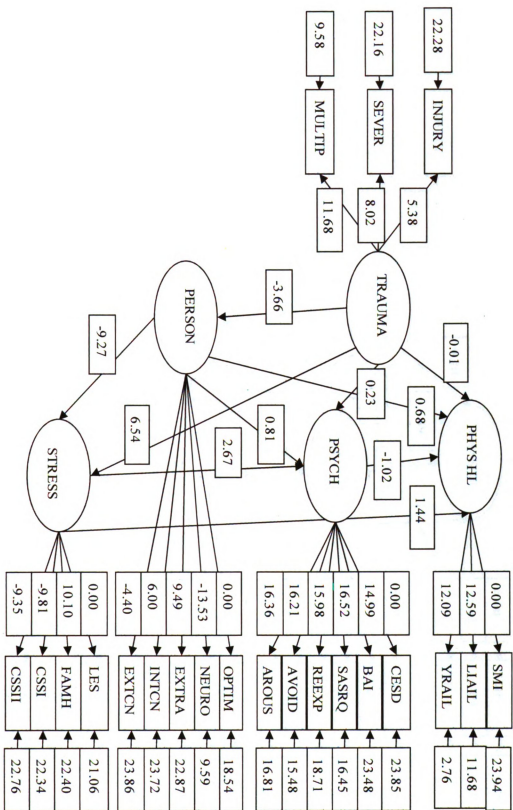 0.00 SMI 23.94
PHYS HL
12.59 LIAIL 11.68
-0.01
12.09 YRAIL 2.76
22.28 INJURY
0.68
1.44
5.38
-1.02
0.00 CESD 23.85
TRAUMA
14.99 BAI 23.48
22.16 SEVER 8.02
0.23
16.52 SASRQ 16.45
PSYCH
15.98 REEXP 18.71
9.58 MULTIP 11.68
16.21 AVOID 15.48
-3.66
0.81
16.36 AROUS 16.81
2.67
0.00 OPTIM 18.54
-13.53 NEURO 9.59
PERSON
9.49 EXTRA 22.87
6.00 INTCN 23.72
6.54
-4.40 EXTCN 23.86
-9.27
0.00 LES 21.06
STRESS
10.10 FAMH 22.40
-9.81 CSSI 22.34
-9.35 CSSII 22.76